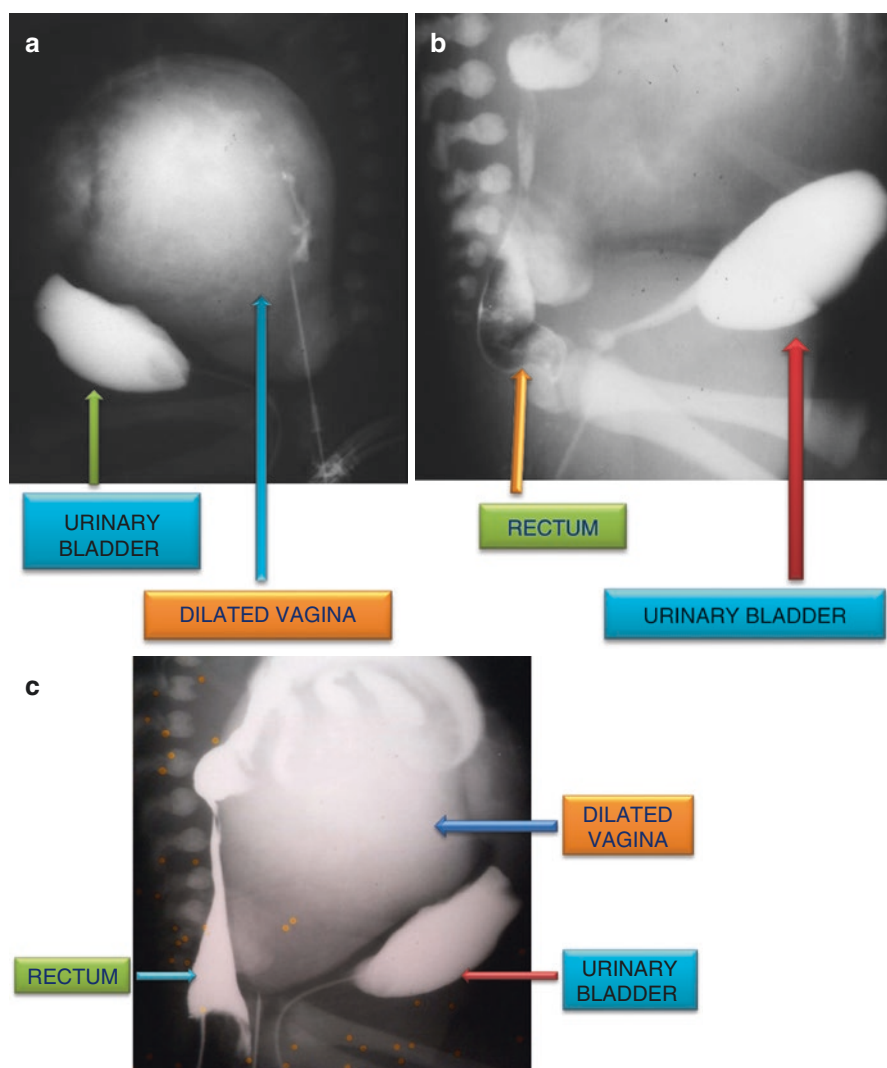 a
b
URINARY
BLADDER
RECTUM
DILATED VAGINA
URINARY BLADDER
c
DILATED
VAGINA
RECTUM
URINARY
BLADDER